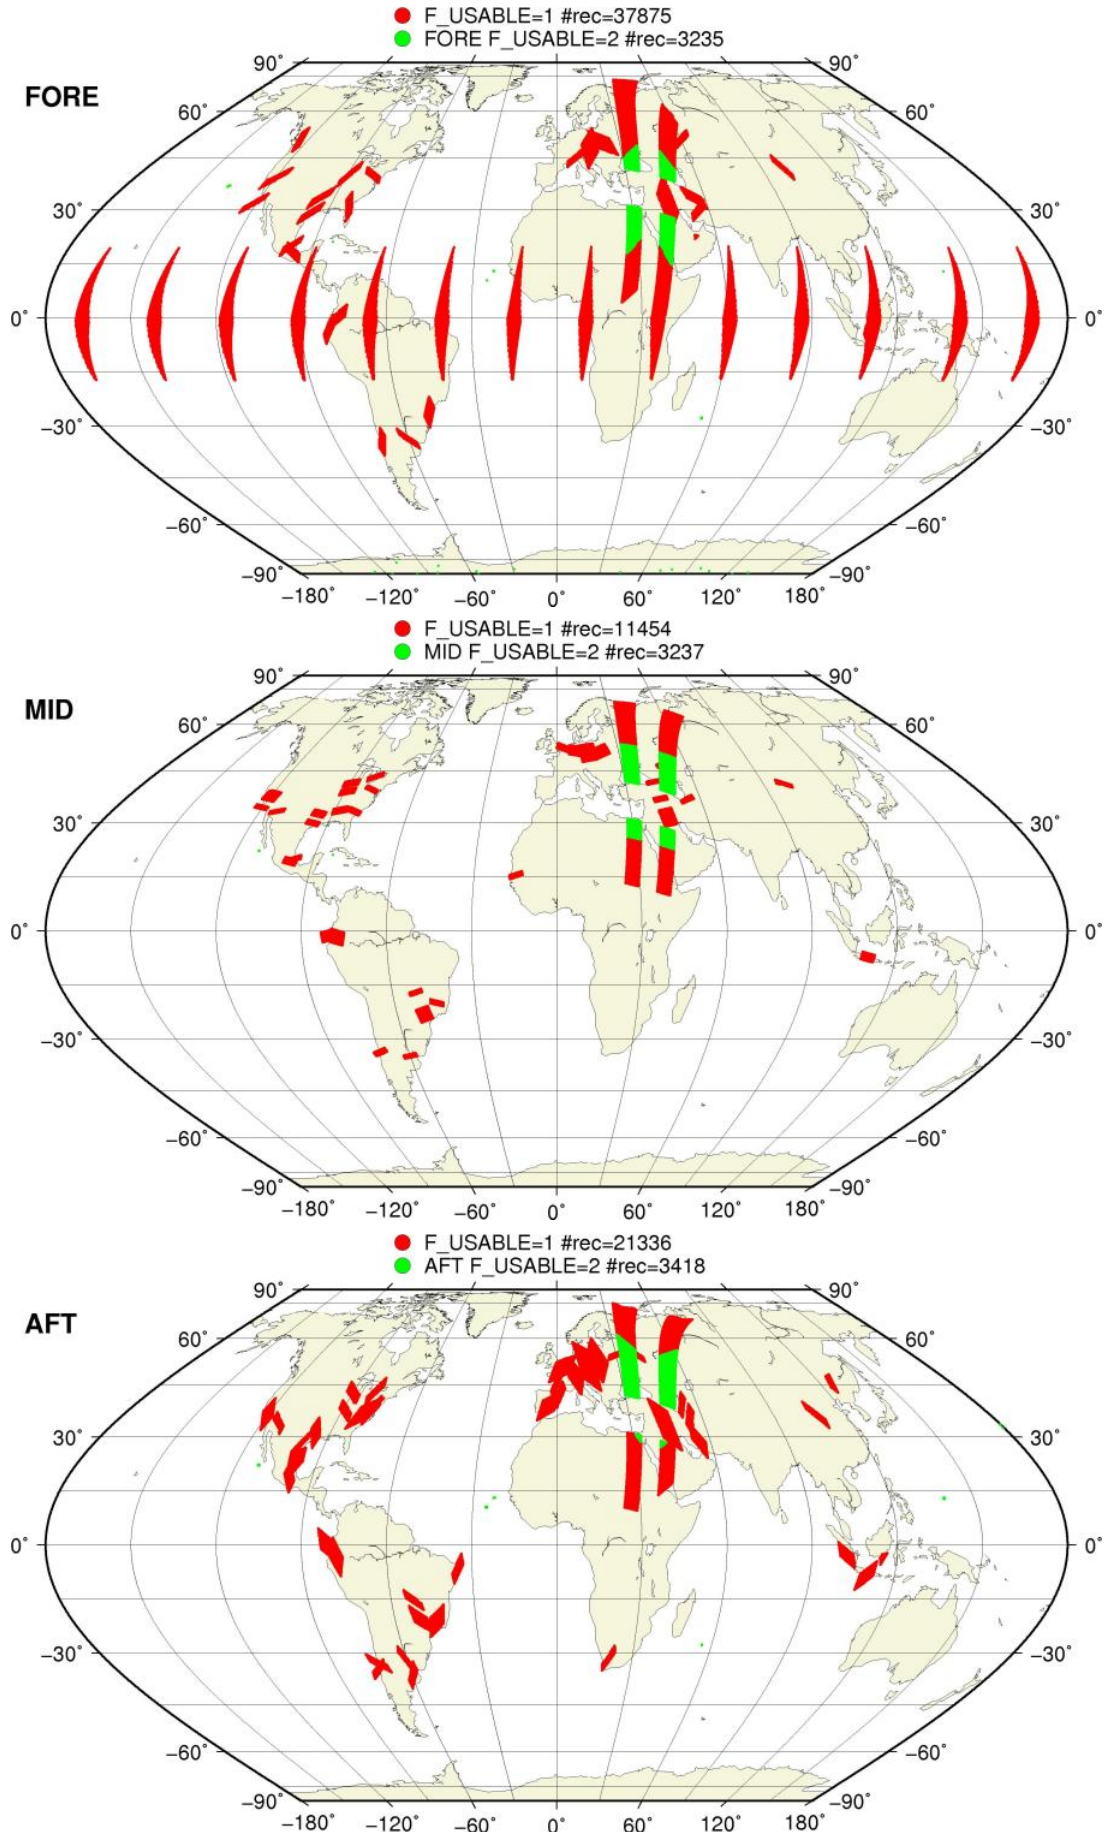 F_USABLE=1 #rec=37875
FORE F_USABLE=2 #rec=3235
FORE
90˚ 90˚
60˚ 60˚
30˚ 30˚
0˚ 0˚
−30˚ −30˚
−60˚ −60˚
−90˚ −90˚
−180˚ −120˚ −60˚ 0˚ 60˚ 120˚ 180˚
F_USABLE=1 #rec=11454
MID F_USABLE=2 #rec=3237
MID
90˚ 90˚
60˚ 60˚
30˚ 30˚
0˚ 0˚
−30˚ −30˚
−60˚ −60˚
−90˚ −90˚
−180˚ −120˚ −60˚ 0˚ 60˚ 120˚ 180˚
F_USABLE=1 #rec=21336
AFT F_USABLE=2 #rec=3418
AFT
90˚ 90˚
60˚ 60˚
30˚ 30˚
0˚ 0˚
−30˚ −30˚
−60˚ −60˚
−90˚ −90˚
−180˚ −120˚ −60˚ 0˚ 60˚ 120˚ 180˚